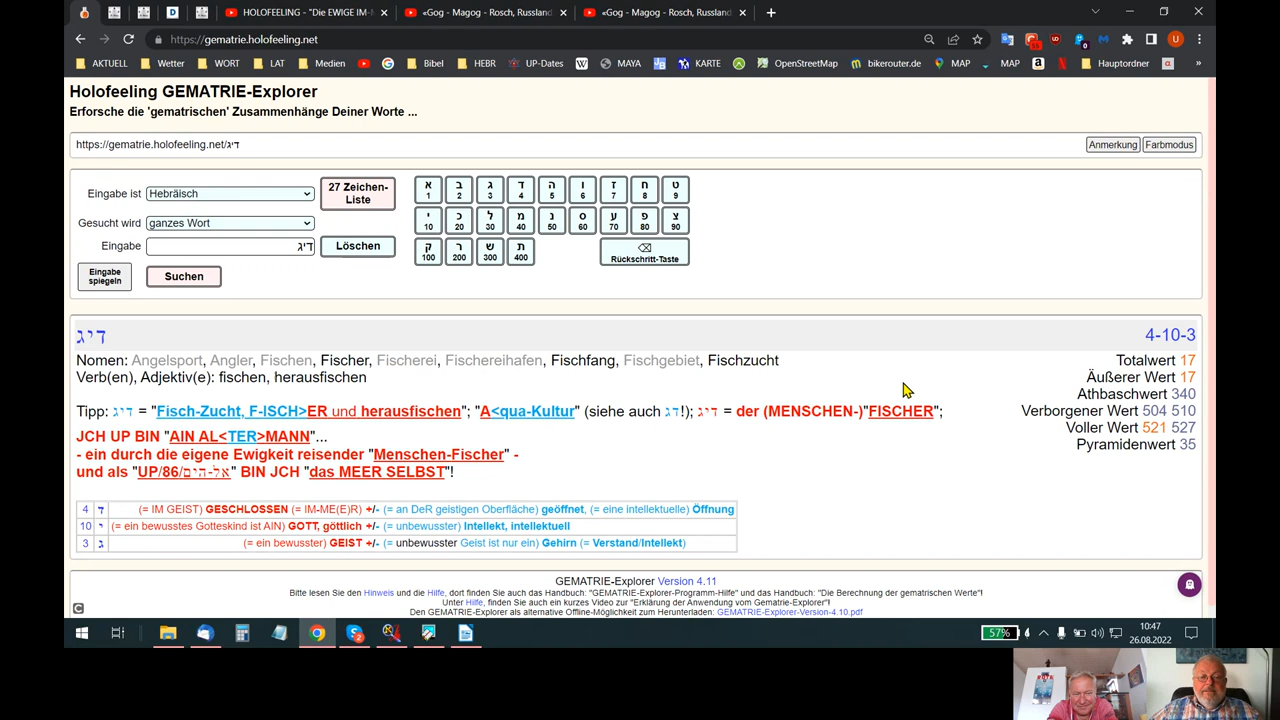 HOLOFEELING - "Die EWIGE IM-
«Gog - Magog - Rosch, Russland
«Gog - Magog - Rosch, Russland
https://gematrie.holofeeling.net
AKTUELL Wetter WORT LAT Medien Bibel HEBR UP-Dates MAYA KARTE OpenStreetMap bikerouter.de MAP MAP Hauptordner
Holofeeling GEMATRIE-Explorer
Erforsche die 'gematrischen' Zusammenhänge Deiner Worte ...
https://gematrie.holofeeling.net/דיג
Anmerkung Farbmodus
Eingabe ist Hebräisch
27 Zeichen-Liste
Gesucht wird ganzes Wort
Eingabe דיג Löschen
Eingabe spiegeln Suchen
א ב ג ד ה ו ז ח ט
1 2 3 4 5 6 7 8 9
י כ ל מ נ ס ע פ צ
10 20 30 40 50 60 70 80 90
ק ר ש ת
100 200 300 400 Rückschritt-Taste
דיג 4-10-3
Nomen: Angelsport, Angler, Fischen, Fischer, Fischerei, Fischereihafen, Fischfang, Fischgebiet, Fischzucht
Verb(en), Adjektiv(e): fischen, herausfischen
Totalwert 17
Äußerer Wert 17
Athbaschwert 340
Verborgener Wert 504 510
Voller Wert 521 527
Pyramidenwert 35
Tipp: דיג = "Fisch-Zucht, F-ISCH>ER und herausfischen"; "A<qua-Kultur" (siehe auch דג!); דיג = der (MENSCHEN-)"FISCHER";
JCH UP BIN "AIN AL<TER>MANN"...
- ein durch die eigene Ewigkeit reisender "Menschen-Fischer" -
und als "UP/86/אל-הים" BIN JCH "das MEER SELBST"!
4 ד (= IM GEIST) GESCHLOSSEN (= IM-ME(E)R) +/- (= an DeR geistigen Oberfläche) geöffnet, (= eine intellektuelle) Öffnung
10 י (= ein bewusstes Gotteskind ist AIN) GOTT, göttlich +/- (= unbewusster) Intellekt, intellektuell
3 ג (= ein bewusster) GEIST +/- (= unbewusster Geist ist nur ein) Gehirn (= Verstand/Intellekt)
GEMATRIE-Explorer Version 4.11
Bitte lesen Sie den Hinweis und die Hilfe, dort finden Sie auch das Handbuch: "GEMATRIE-Explorer-Programm-Hilfe" und das Handbuch: "Die Berechnung der gematrischen Werte"!
Unter Hilfe, finden Sie auch ein kurzes Video zur "Erklärung der Anwendung vom Gematrie-Explorer"!
Den GEMATRIE-Explorer als alternative Offline-Möglichkeit zum Herunterladen: GEMATRIE-Explorer-Version-4.10.pdf
57%
10:47
26.08.2022